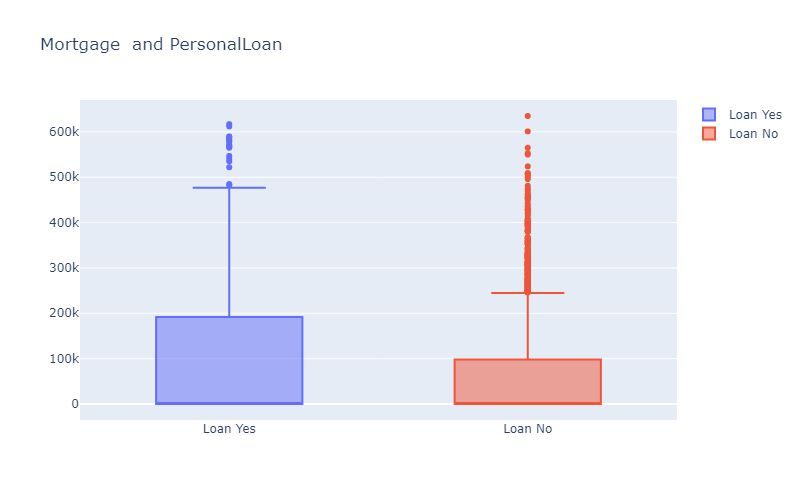 Mortgage  and PersonalLoan
Loan Yes
Loan No
600k
500k
400k
300k
200k
100k
0
Loan Yes
Loan No